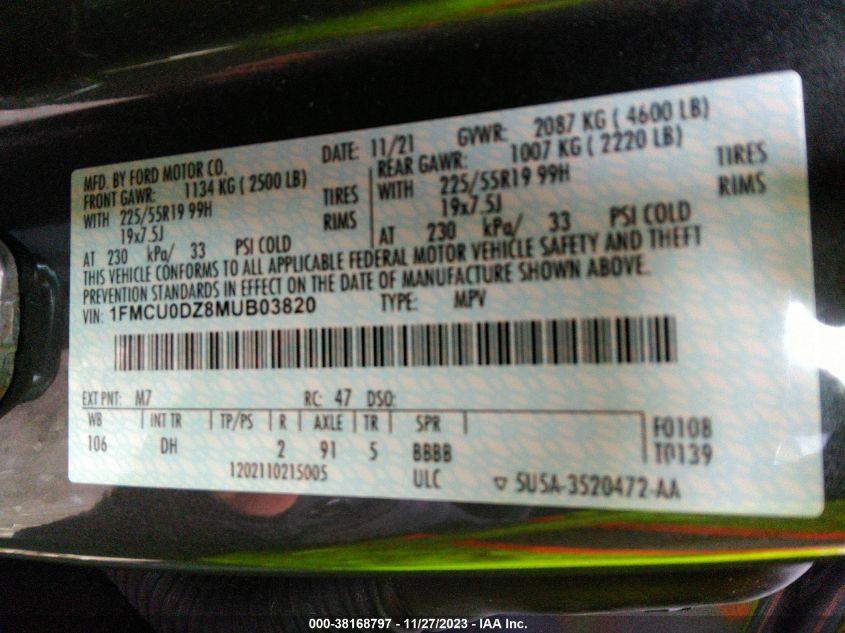 MFD. BY FORD MOTOR CO.
DATE: 11/21 GVWR: 2087 KG ( 4600 LB)
FRONT GAWR: 1134 KG ( 2500 LB)
REAR GAWR: 1007 KG ( 2220 LB)
WITH 225/55R19 99H TIRES
WITH 225/55R19 99H TIRES
19x7.5J RIMS
19x7.5J RIMS
AT 230 kPa/ 33 PSI COLD
AT 230 kPa/ 33 PSI COLD
THIS VEHICLE CONFORMS TO ALL APPLICABLE FEDERAL MOTOR VEHICLE SAFETY AND THEFT
PREVENTION STANDARDS IN EFFECT ON THE DATE OF MANUFACTURE SHOWN ABOVE.
VIN: 1FMCU0DZ8MUB03820 TYPE: MPV
EXT PNT: M7 RC: 47 DSO:
WB INT TR TP/PS R AXLE TR SPR
106 DH 2 91 5 BBBB
F0108
T0139
1202110215005 ULC
5U5A-3520472-AA
000-38168797 - 11/27/2023 - IAA Inc.